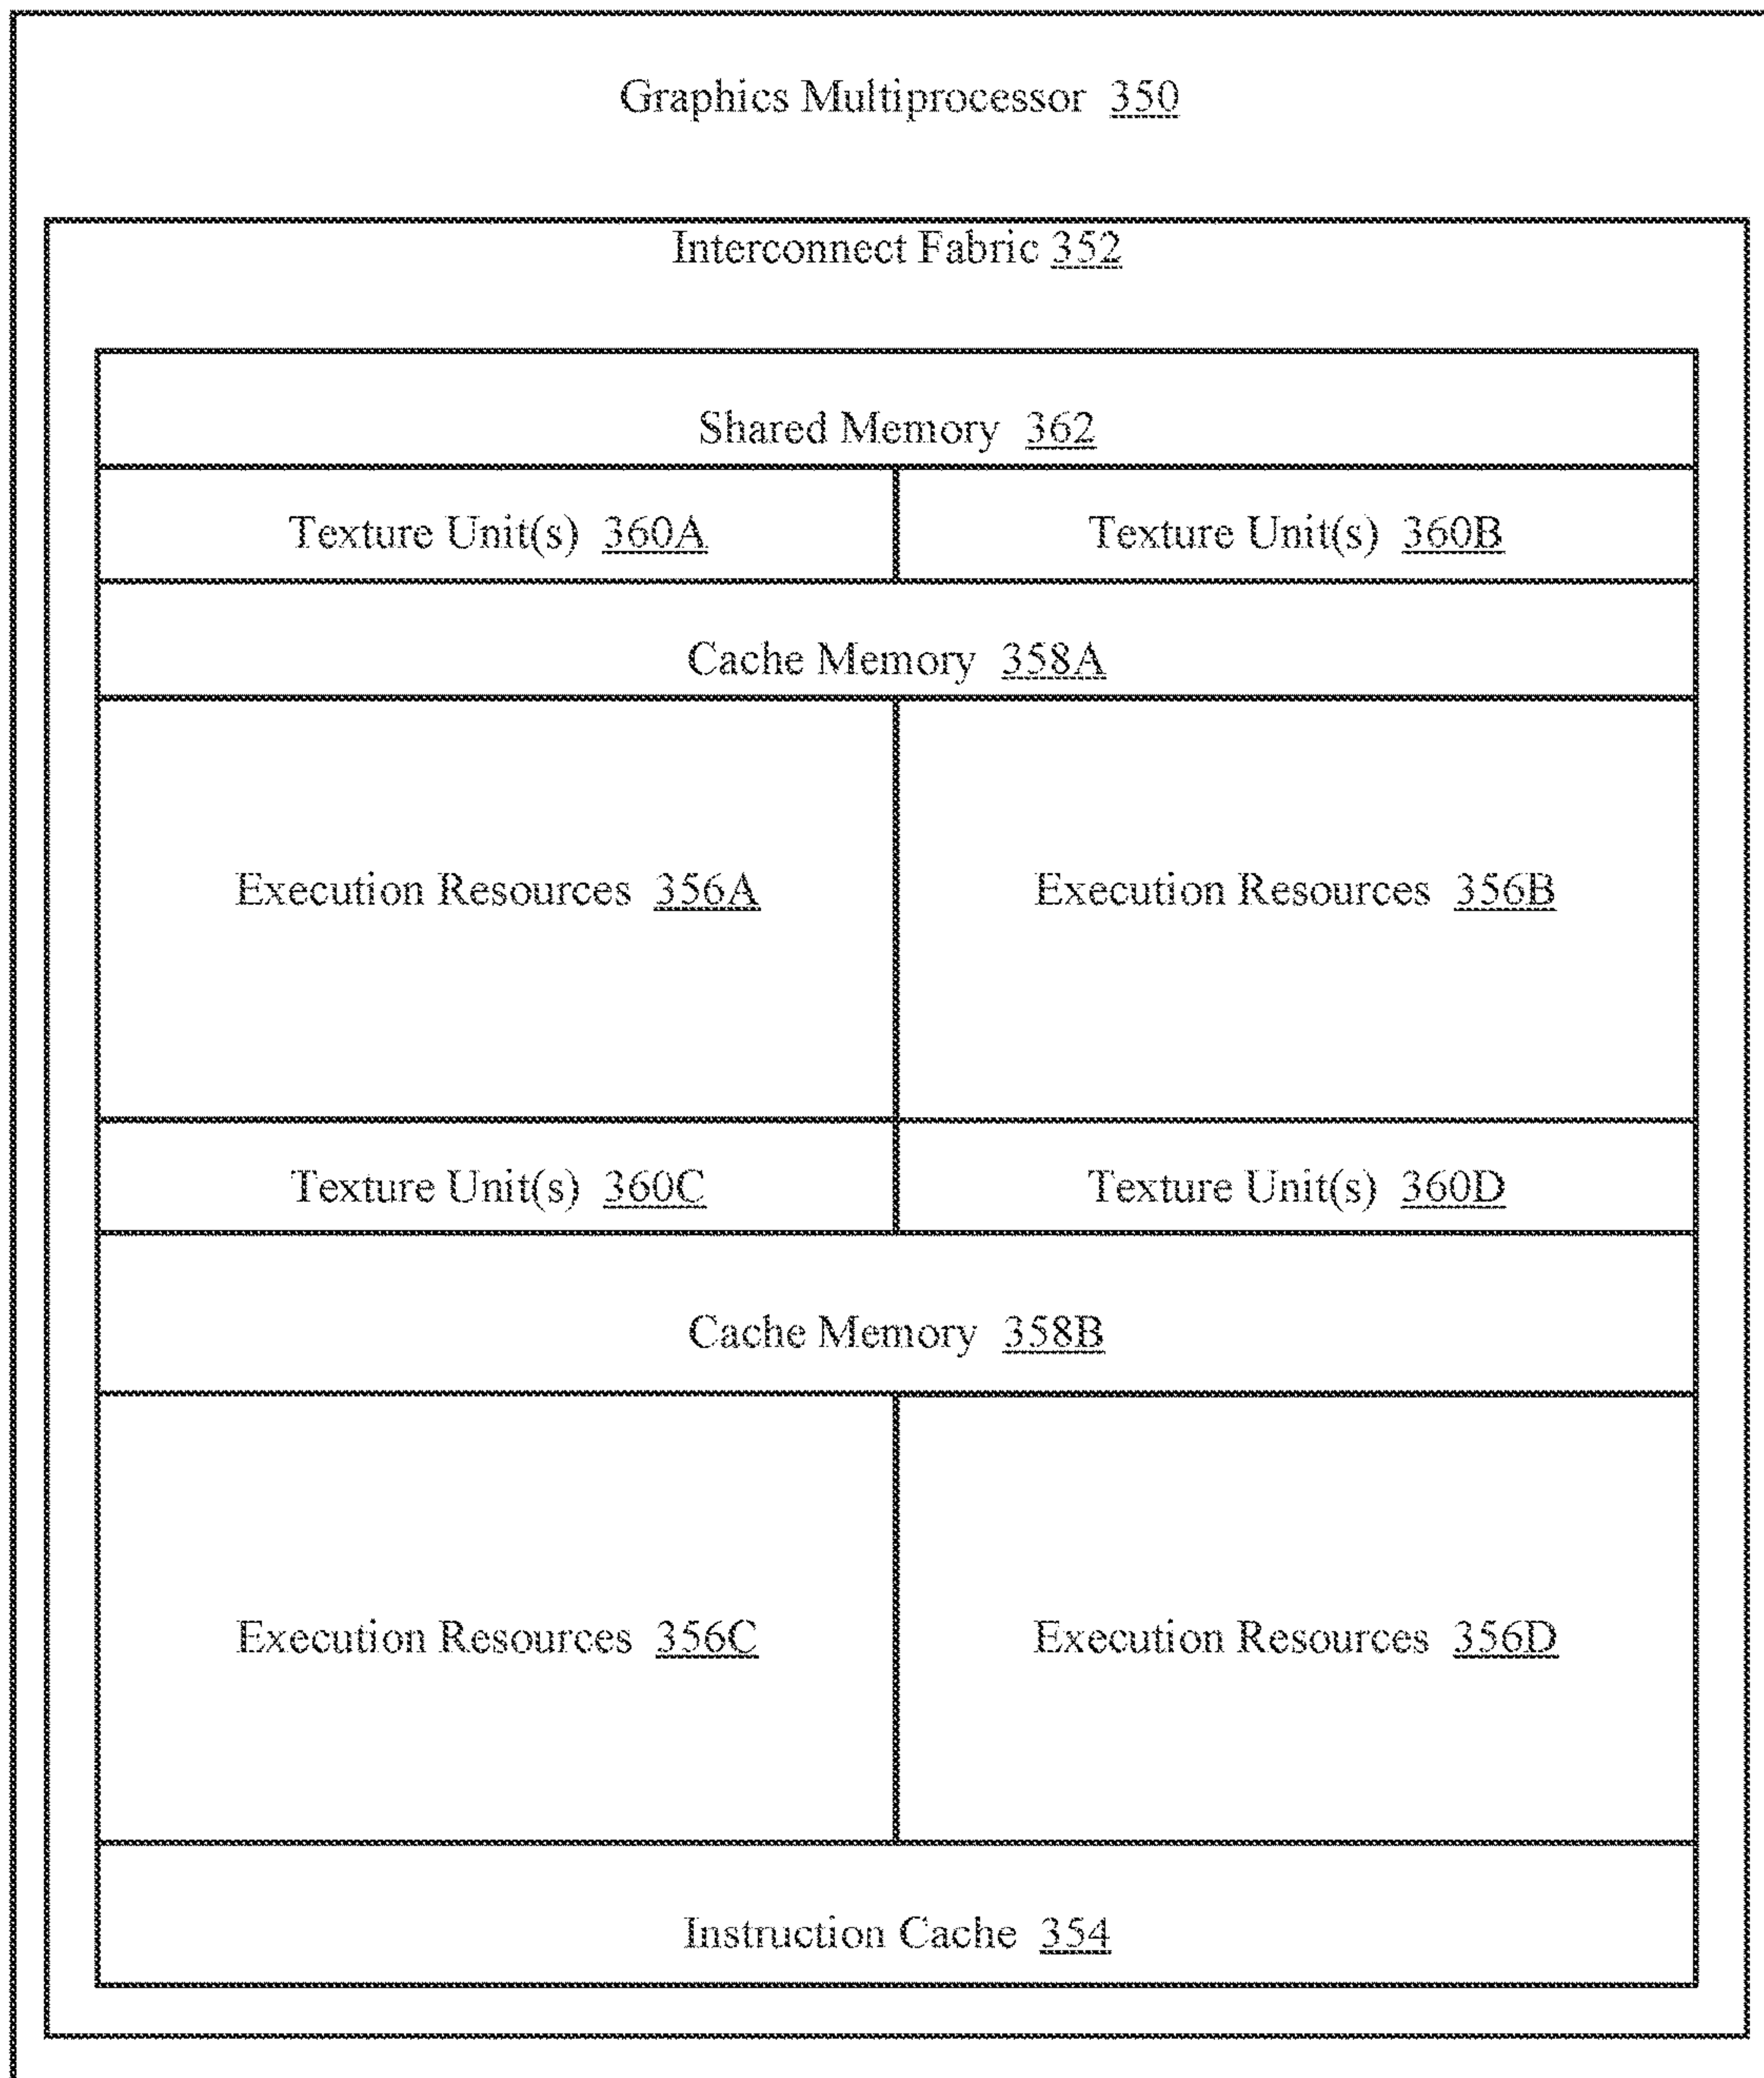 Graphics Multiprocessor 350
Interconnect Fabric 352
Shared Memory 362
Texture Unit(s) 360A
Texture Unit(s) 360B
Cache Memory 358A
Execution Resources 356A
Execution Resources 356B
Texture Unit(s) 360C
Texture Unit(s) 360D
Cache Memory 358B
Execution Resources 356C
Execution Resources 356D
Instruction Cache 354